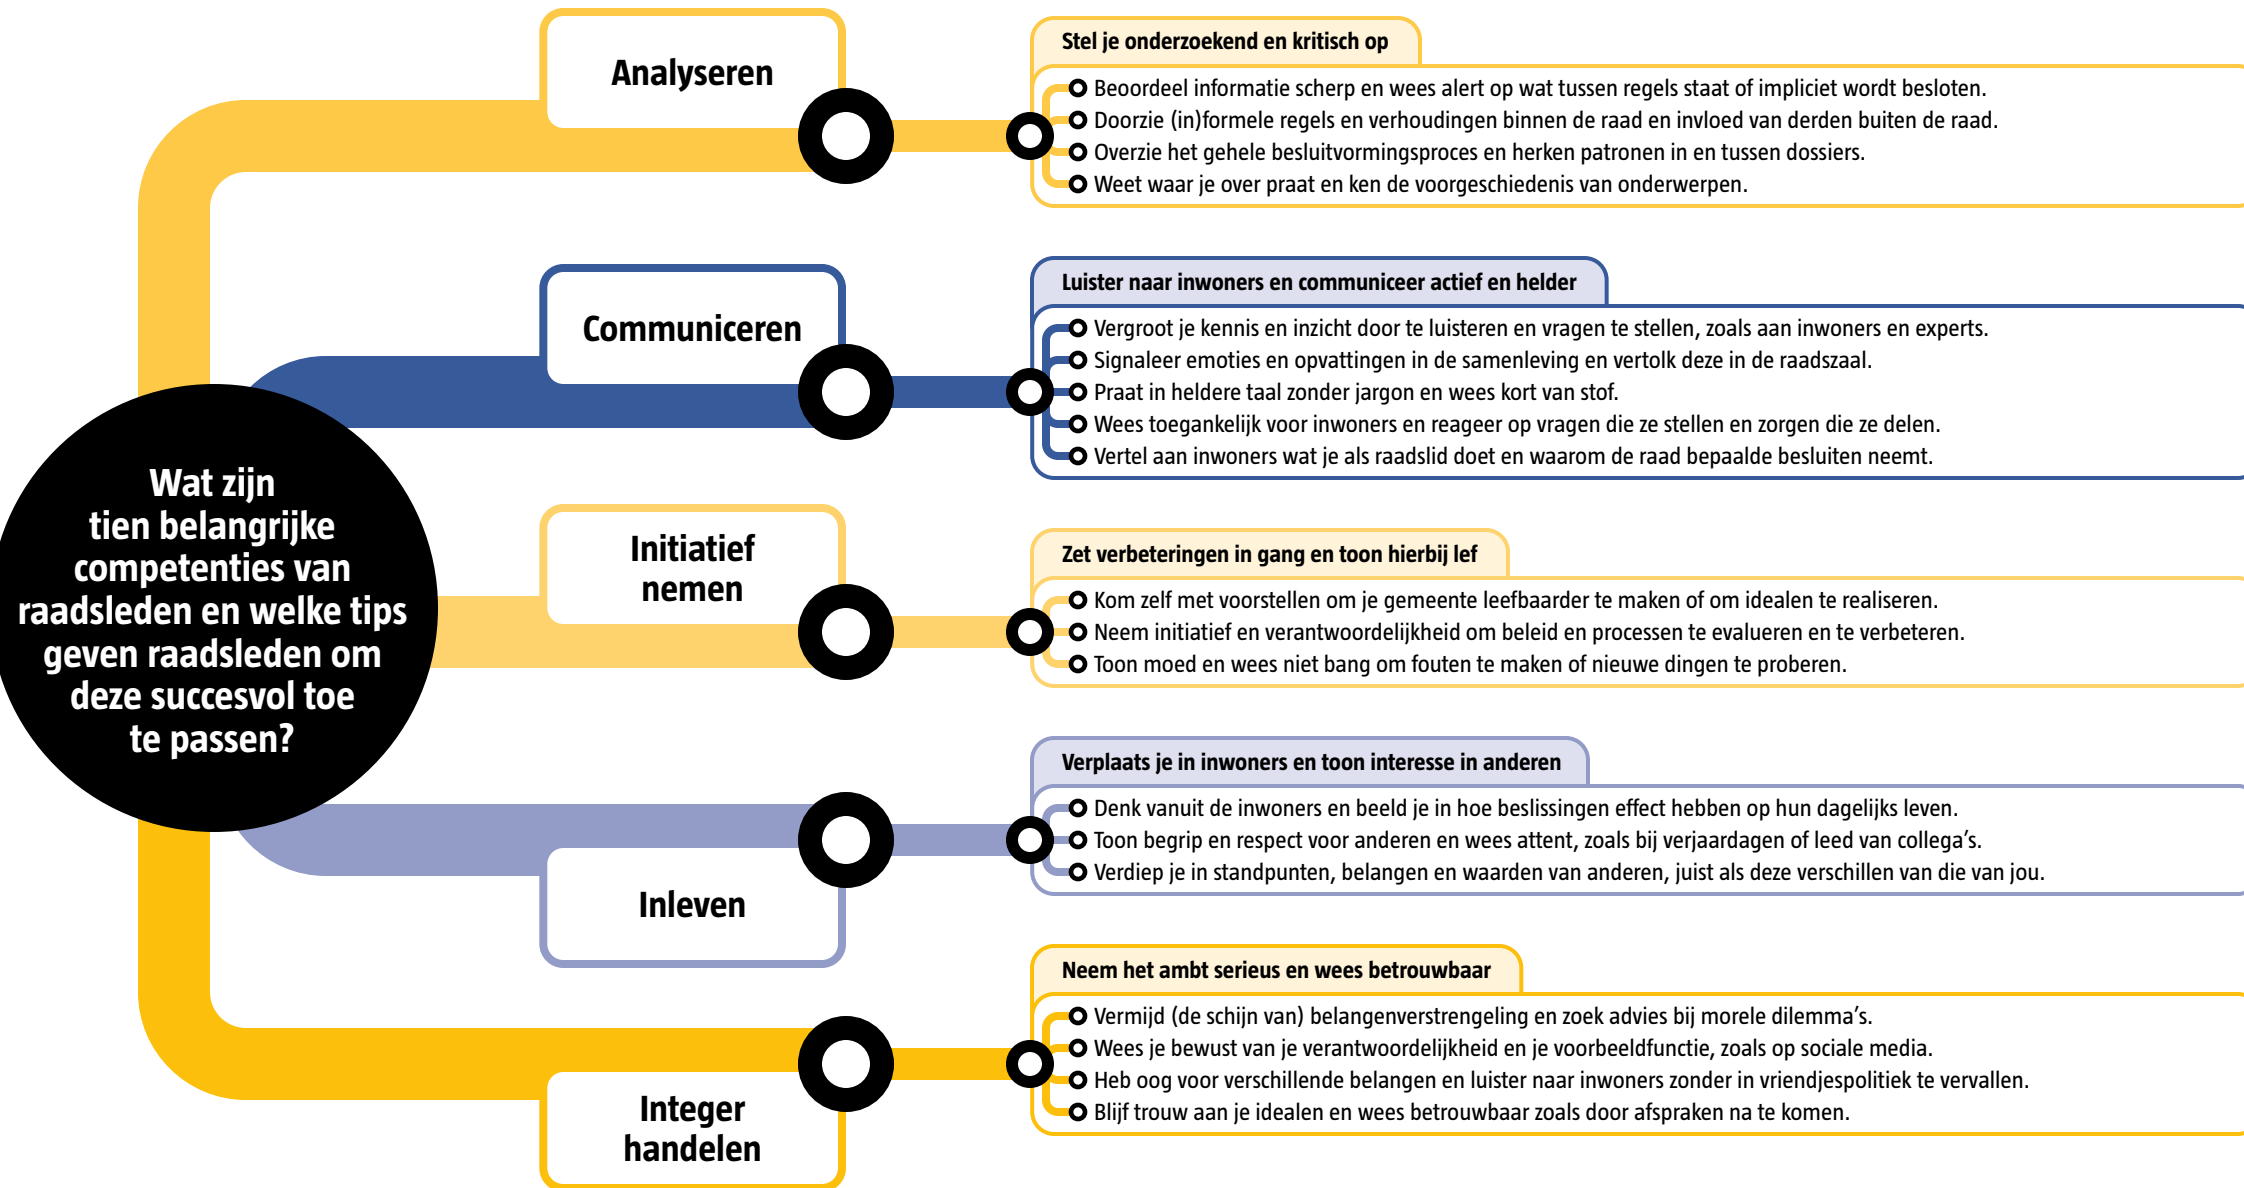 Wat zijn
tien belangrijke
competenties van
raadsleden en welke tips
geven raadsleden om
deze succesvol toe
te passen?
Analyseren
Stel je onderzoekend en kritisch op
Beoordeel informatie scherp en wees alert op wat tussen regels staat of impliciet wordt besloten.
Doorzie (in)formele regels en verhoudingen binnen de raad en invloed van derden buiten de raad.
Overzie het gehele besluitvormingsproces en herken patronen in en tussen dossiers.
Weet waar je over praat en ken de voorgeschiedenis van onderwerpen.
Communiceren
Luister naar inwoners en communiceer actief en helder
Vergroot je kennis en inzicht door te luisteren en vragen te stellen, zoals aan inwoners en experts.
Signaleer emoties en opvattingen in de samenleving en vertolk deze in de raadszaal.
Praat in heldere taal zonder jargon en wees kort van stof.
Wees toegankelijk voor inwoners en reageer op vragen die ze stellen en zorgen die ze delen.
Vertel aan inwoners wat je als raadslid doet en waarom de raad bepaalde besluiten neemt.
Initiatief
nemen
Zet verbeteringen in gang en toon hierbij lef
Kom zelf met voorstellen om je gemeente leefbaarder te maken of om idealen te realiseren.
Neem initiatief en verantwoordelijkheid om beleid en processen te evalueren en te verbeteren.
Toon moed en wees niet bang om fouten te maken of nieuwe dingen te proberen.
Inleven
Verplaats je in inwoners en toon interesse in anderen
Denk vanuit de inwoners en beeld je in hoe beslissingen effect hebben op hun dagelijks leven.
Toon begrip en respect voor anderen en wees attent, zoals bij verjaardagen of leed van collega's.
Verdiep je in standpunten, belangen en waarden van anderen, juist als deze verschillen van die van jou.
Integer
handelen
Neem het ambt serieus en wees betrouwbaar
Vermijd (de schijn van) belangenverstrengeling en zoek advies bij morele dilemma's.
Wees je bewust van je verantwoordelijkheid en je voorbeeldfunctie, zoals op sociale media.
Heb oog voor verschillende belangen en luister naar inwoners zonder in vriendjespolitiek te vervallen.
Blijf trouw aan je idealen en wees betrouwbaar zoals door afspraken na te komen.